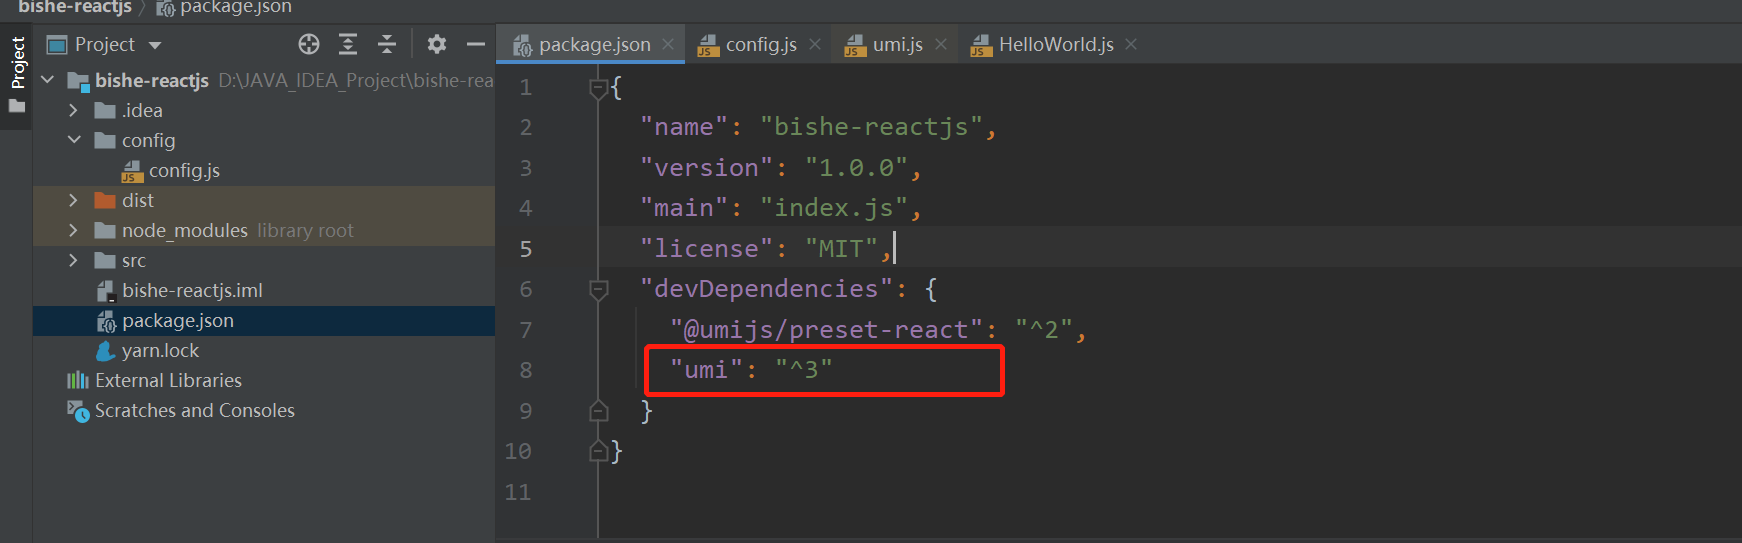 bishe-reactjs 〉 package.json
Project
Project
package.json
config.js
umi.js
HelloWorld.js
bishe-reactjs D:\JAVA_IDEA_Project\bishe-rea
.idea
config
config.js
dist
node_modules library root
src
bishe-reactjs.iml
package.json
yarn.lock
External Libraries
Scratches and Consoles
1 {
2 "name": "bishe-reactjs",
3 "version": "1.0.0",
4 "main": "index.js",
5 "license": "MIT",
6 "devDependencies": {
7 "@umijs/preset-react": "^2",
8 "umi": "^3"
9 }
10 }
11